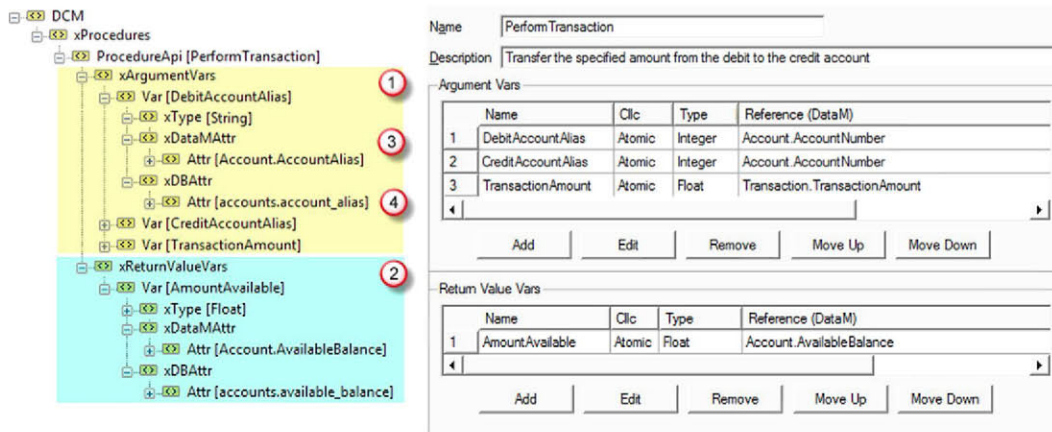 DCM
xProcedures
ProcedureApi [PerformTransaction]
xArgumentVars
1
Var [DebitAccountAlias]
xType [String]
xDataMAttr
3
Attr [Account.AccountAlias]
xDBAttr
Attr [accounts.account_alias]
4
Var [CreditAccountAlias]
Var [TransactionAmount]
xReturnValueVars
2
Var [AmountAvailable]
xType [Float]
xDataMAttr
Attr [Account.AvailableBalance]
xDBAttr
Attr [accounts.available_balance]
Name PerformTransaction
Description Transfer the specified amount from the debit to the credit account
Argument Vars
Name Cllc Type Reference (DataM)
1 DebitAccountAlias Atomic Integer Account.AccountNumber
2 CreditAccountAlias Atomic Integer Account.AccountNumber
3 TransactionAmount Atomic Float Transaction.TransactionAmount
Add Edit Remove Move Up Move Down
Return Value Vars
Name Cllc Type Reference (DataM)
1 AmountAvailable Atomic Float Account.AvailableBalance
Add Edit Remove Move Up Move Down